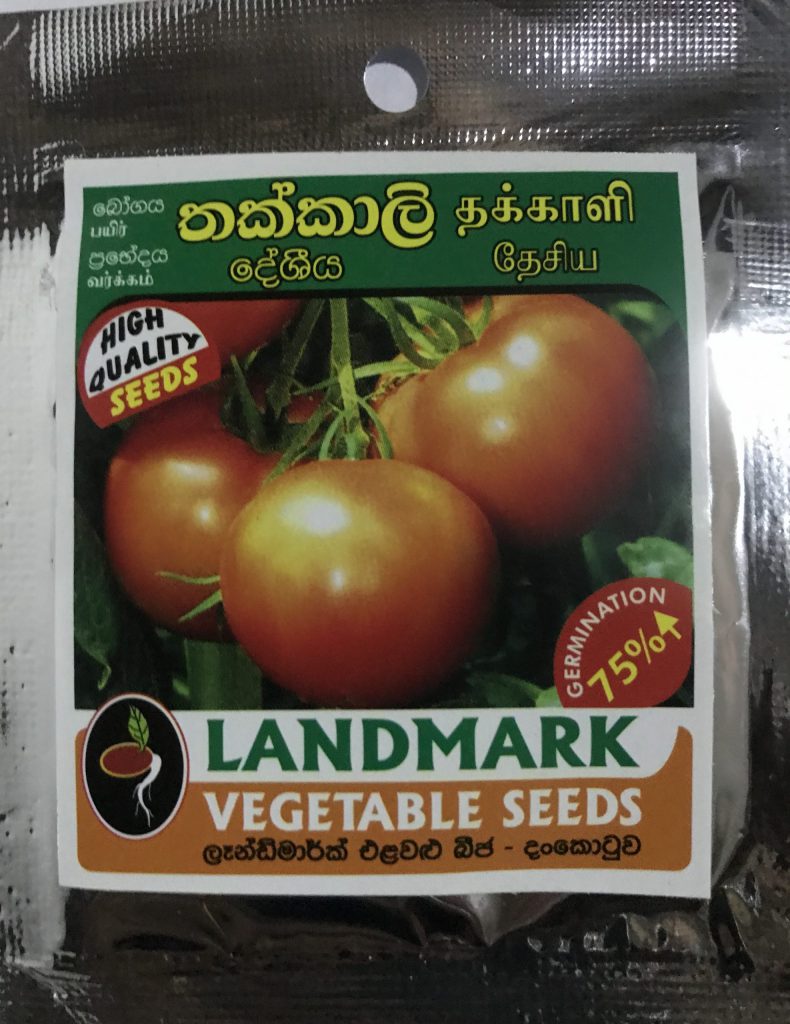 බෝගය
பயிர்
තක්කාලි தக்காளி
ප්‍රභේදය
வர்க்கம்
දේශීය தேசிய
HIGH
QUALITY
SEEDS
GERMINATION
75%
LANDMARK
VEGETABLE SEEDS
ලෑන්ඩ්මාර්ක් එළවළු බීජ - දංකොටුව